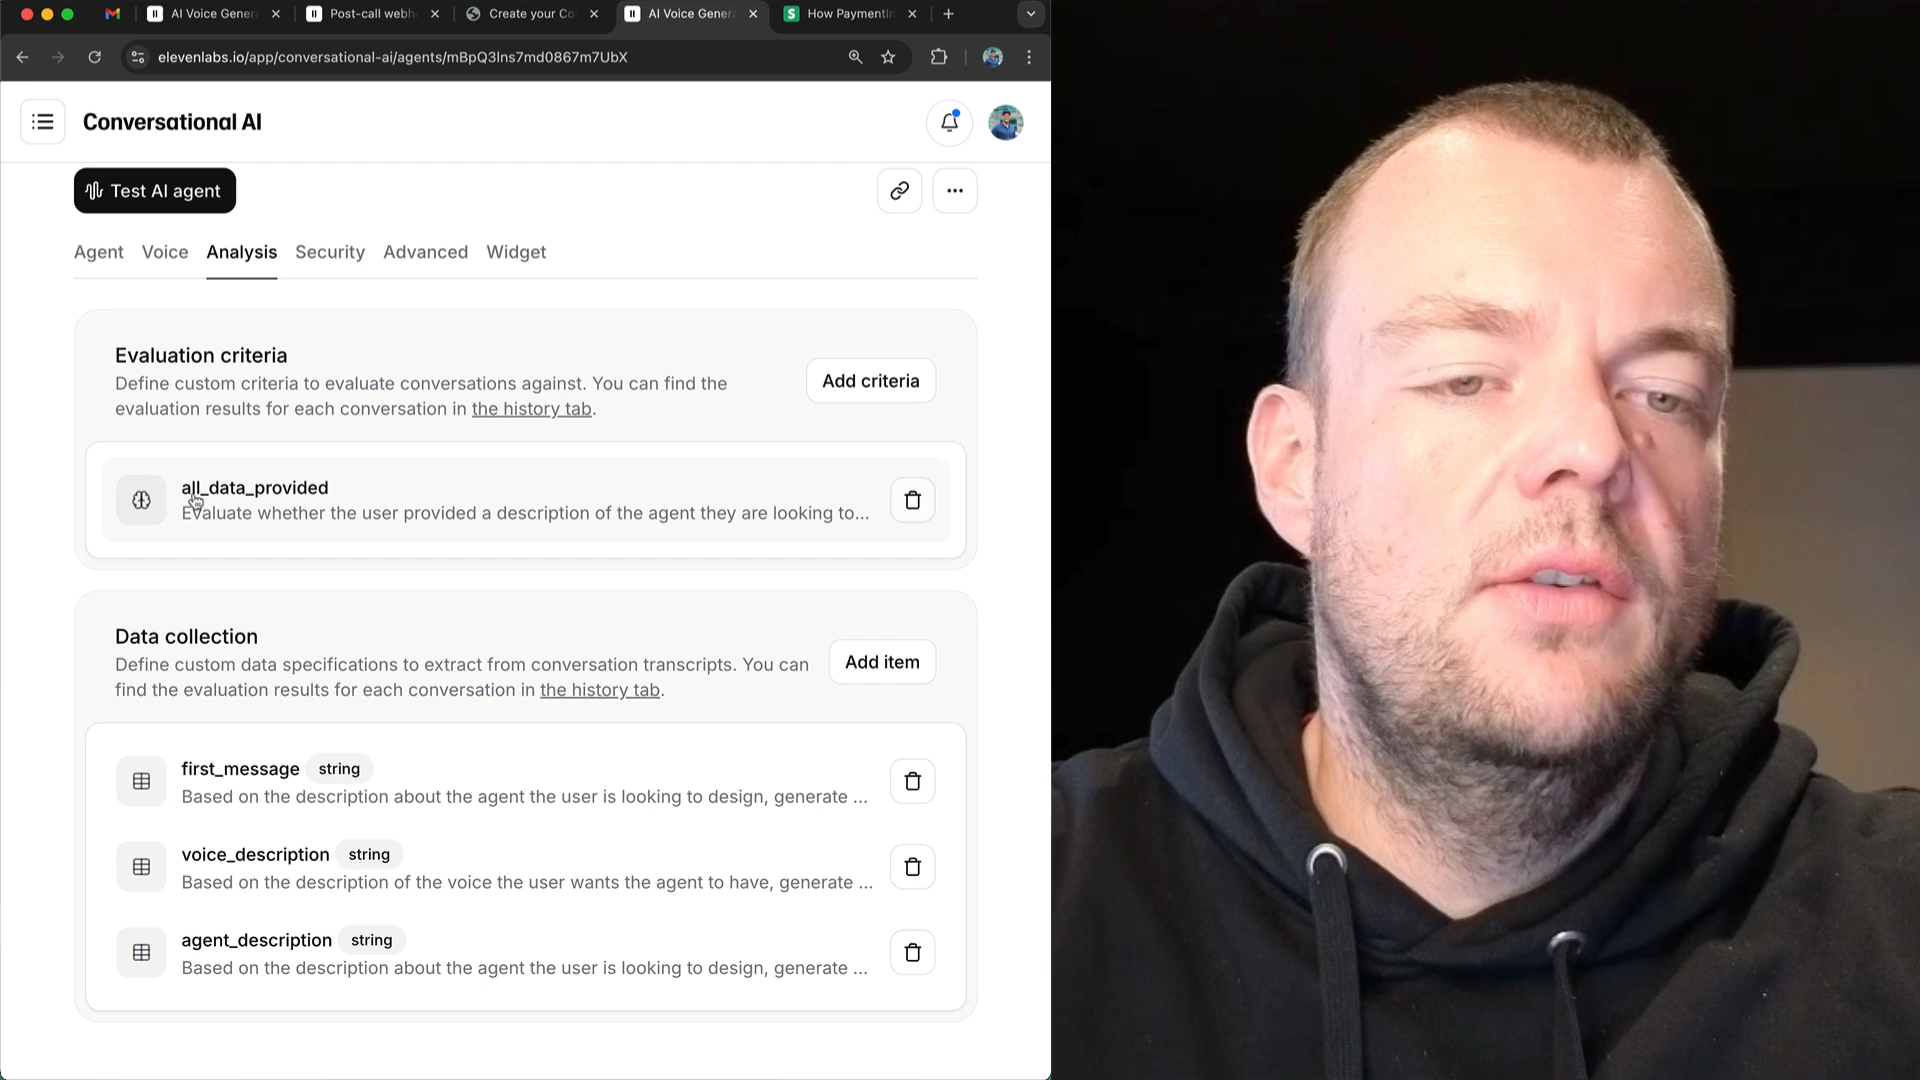 AI Voice Gener
Post-call webh
Create your Co
AI Voice Gener
How PaymentIn
elevenlabs.io/app/conversational-ai/agents/mBpQ3lns7md0867m7UbX
Conversational AI
Test AI agent
Agent
Voice
Analysis
Security
Advanced
Widget
Evaluation criteria
Define custom criteria to evaluate conversations against. You can find the
evaluation results for each conversation in the history tab.
Add criteria
all_data_provided
Evaluate whether the user provided a description of the agent they are looking to...
Data collection
Define custom data specifications to extract from conversation transcripts. You can
find the evaluation results for each conversation in the history tab.
Add item
first_message string
Based on the description about the agent the user is looking to design, generate ...
voice_description string
Based on the description of the voice the user wants the agent to have, generate ...
agent_description string
Based on the description about the agent the user is looking to design, generate ...